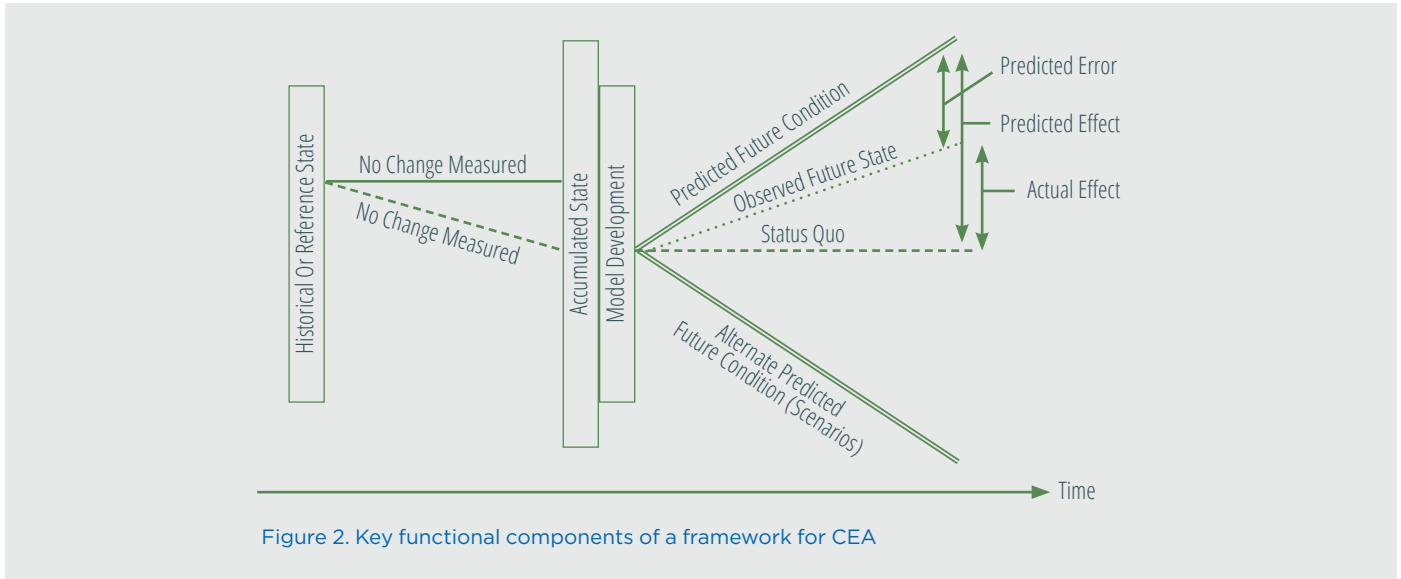 Historical Or Reference State
No Change Measured
No Change Measured
Accumulated State
Model Development
Predicted Future Condition
Observed Future State
Status Quo
Alternate Predicted
Future Condition (Scenarios)
Predicted Error
Predicted Effect
Actual Effect
Time
Figure 2. Key functional components of a framework for CEA